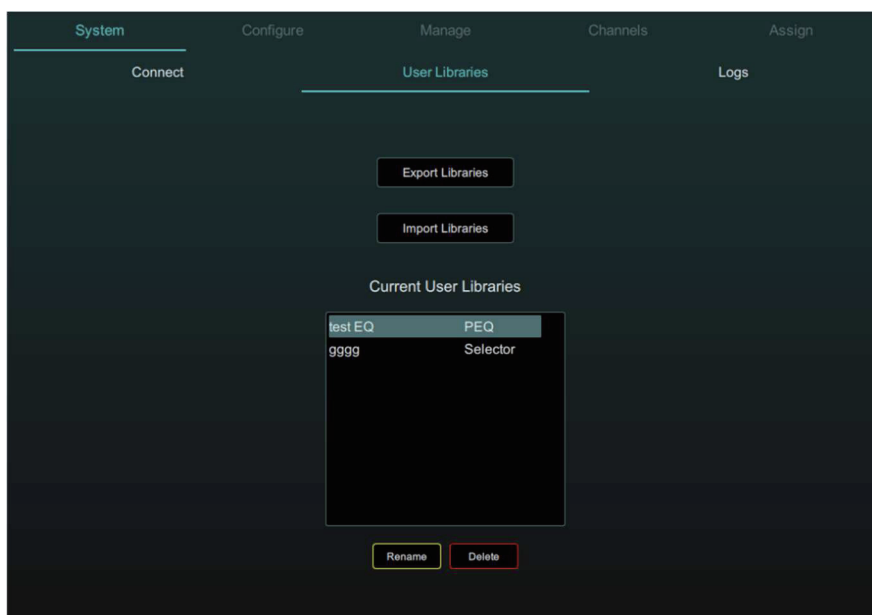 System Configure Manage Channels Assign
Connect User Libraries Logs
Export Libraries
Import Libraries
Current User Libraries
test EQ PEQ
gggg Selector
Rename Delete